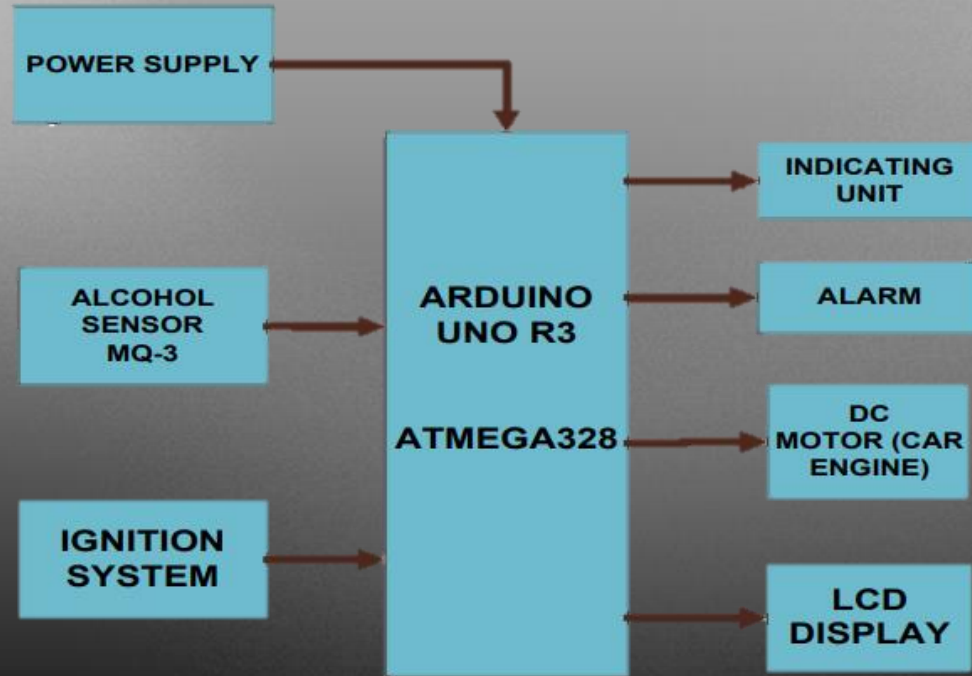 POWER SUPPLY
ALCOHOL
SENSOR
MQ-3
IGNITION
SYSTEM
ARDUINO
UNO R3
ATMEGA328
INDICATING
UNIT
ALARM
DC
MOTOR (CAR
ENGINE)
LCD
DISPLAY